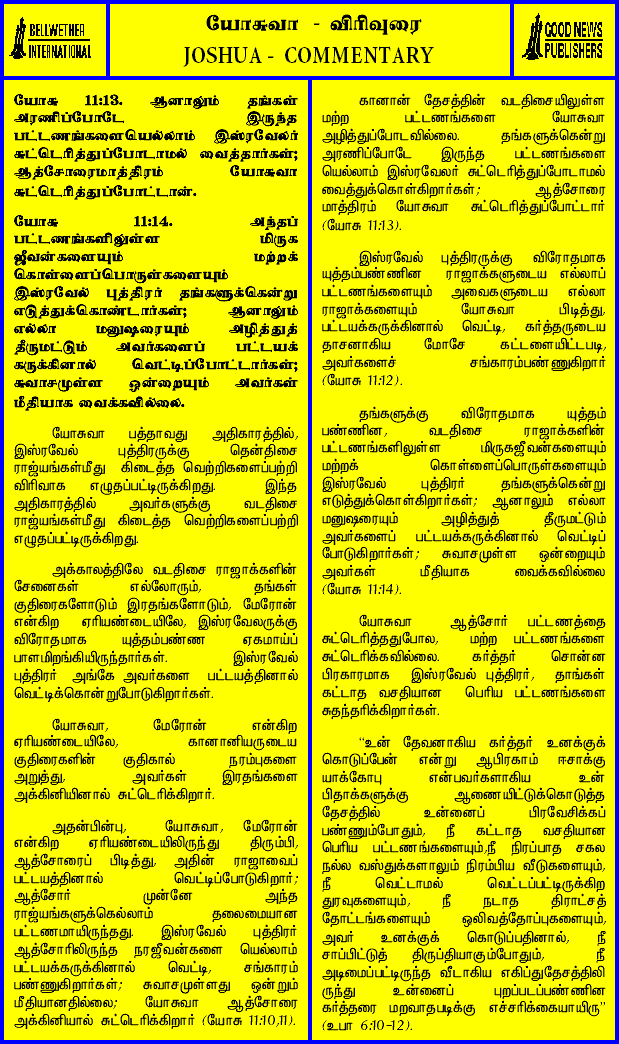 BELLWETHER
INTERNATIONAL
யோசுவா - விரிவுரை
JOSHUA - COMMENTARY
GOOD NEWS
PUBLISHERS
யோசு 11:13. ஆனாலும் தங்கள்
அரணிப்போடே இருந்த
பட்டணங்களையெல்லாம் இஸ்ரவேலர்
சுட்டெரித்துப்போடாமல் வைத்தார்கள்;
ஆத்சோரைமாத்திரம் யோசுவா
சுட்டெரித்துப்போட்டான்.
யோசு 11:14. அந்தப்
பட்டணங்களிலுள்ள மிருக
ஜீவன்களையும் மற்றக்
கொள்ளைப்பொருள்களையும்
இஸ்ரவேல் புத்திரர் தங்களுக்கென்று
எடுத்துக்கொண்டார்கள்; ஆனாலும்
எல்லா மனுஷரையும் அழித்துத்
தீருமட்டும் அவர்களைப் பட்டயக்
கருக்கினால் வெட்டிப்போட்டார்கள்;
சுவாசமுள்ள ஒன்றையும் அவர்கள்
மீதியாக வைக்கவில்லை.
யோசுவா பத்தாவது அதிகாரத்தில்,
இஸ்ரவேல் புத்திரருக்கு தென்திசை
ராஜ்யங்கள்மீது கிடைத்த வெற்றிகளைப்பற்றி
விரிவாக எழுதப்பட்டிருக்கிறது. இந்த
அதிகாரத்தில் அவர்களுக்கு வடதிசை
ராஜ்யங்கள்மீது கிடைத்த வெற்றிகளைப்பற்றி
எழுதப்பட்டிருக்கிறது.
அக்காலத்திலே வடதிசை ராஜாக்களின்
சேனைகள் எல்லோரும், தங்கள்
குதிரைகளோடும் இரதங்களோடும், மேரோன்
என்கிற ஏரியண்டையிலே, இஸ்ரவேலருக்கு
விரோதமாக யுத்தம்பண்ண ஏகமாய்ப்
பாளமிறங்கியிருந்தார்கள். இஸ்ரவேல்
புத்திரர் அங்கே அவர்களை பட்டயத்தினால்
வெட்டிக்கொன்றுபோடுகிறார்கள்.
யோசுவா, மேரோன் என்கிற
ஏரியண்டையிலே, கானானியருடைய
குதிரைகளின் குதிகால் நரம்புகளை
அறுத்து, அவர்கள் இரதங்களை
அக்கினியினால் சுட்டெரிக்கிறார்.
அதன்பின்பு, யோசுவா, மேரோன்
என்கிற ஏரியண்டையிலிருந்து திரும்பி,
ஆத்சோரைப் பிடித்து, அதின் ராஜாவைப்
பட்டயத்தினால் வெட்டிப்போடுகிறார்;
ஆத்சோர் முன்னே அந்த
ராஜ்யங்களுக்கெல்லாம் தலைமையான
பட்டணமாயிருந்தது. இஸ்ரவேல் புத்திரர்
ஆத்சோரிலிருந்த நரஜீவன்களை யெல்லாம்
பட்டயக்கருக்கினால் வெட்டி, சங்காரம்
பண்ணுகிறார்கள்; சுவாசமுள்ளது ஒன்றும்
மீதியானதில்லை; யோசுவா ஆத்சோரை
அக்கினியால் சுட்டெரிக்கிறார் (யோசு 11:10,11).
கானான் தேசத்தின் வடதிசையிலுள்ள
மற்ற பட்டணங்களை யோசுவா
அழித்துப்போடவில்லை. தங்களுக்கென்று
அரணிப்போடே இருந்த பட்டணங்களை
யெல்லாம் இஸ்ரவேலர் சுட்டெரித்துப்போடாமல்
வைத்துக்கொள்கிறார்கள்; ஆத்சோரை
மாத்திரம் யோசுவா சுட்டெரித்துப்போட்டார்
(யோசு 11:13).
இஸ்ரவேல் புத்திரருக்கு விரோதமாக
யுத்தம்பண்ணின ராஜாக்களுடைய எல்லாப்
பட்டணங்களையும் அவைகளுடைய எல்லா
ராஜாக்களையும் யோசுவா பிடித்து,
பட்டயக்கருக்கினால் வெட்டி, கர்த்தருடைய
தாசனாகிய மோசே கட்டளையிட்டபடி,
அவர்களைச் சங்காரம்பண்ணுகிறார்
(யோசு 11:12).
தங்களுக்கு விரோதமாக யுத்தம்
பண்ணின, வடதிசை ராஜாக்களின்
பட்டணங்களிலுள்ள மிருகஜீவன்களையும்
மற்றக் கொள்ளைப்பொருள்களையும்
இஸ்ரவேல் புத்திரர் தங்களுக்கென்று
எடுத்துக்கொள்கிறார்கள்; ஆனாலும் எல்லா
மனுஷரையும் அழித்துத் தீருமட்டும்
அவர்களைப் பட்டயக்கருக்கினால் வெட்டிப்
போடுகிறார்கள்; சுவாசமுள்ள ஒன்றையும்
அவர்கள் மீதியாக வைக்கவில்லை
(யோசு 11:14).
யோசுவா ஆத்சோர் பட்டணத்தை
சுட்டெரித்ததுபோல, மற்ற பட்டணங்களை
சுட்டெரிக்கவில்லை. கர்த்தர் சொன்ன
பிரகாரமாக இஸ்ரவேல் புத்திரர், தாங்கள்
கட்டாத வசதியான பெரிய பட்டணங்களை
சுதந்தரிக்கிறார்கள்.
“உன் தேவனாகிய கர்த்தர் உனக்குக்
கொடுப்பேன் என்று ஆபிரகாம் ஈசாக்கு
யாக்கோபு என்பவர்களாகிய உன்
பிதாக்களுக்கு ஆணையிட்டுக்கொடுத்த
தேசத்தில் உன்னைப் பிரவேசிக்கப்
பண்ணும்போதும், நீ கட்டாத வசதியான
பெரிய பட்டணங்களையும்,நீ நிரப்பாத சகல
நல்ல வஸ்துக்களாலும் நிரம்பிய வீடுகளையும்,
நீ வெட்டாமல் வெட்டப்பட்டிருக்கிற
துரவுகளையும், நீ நடாத திராட்சத்
தோட்டங்களையும் ஒலிவத்தோப்புகளையும்,
அவர் உனக்குக் கொடுப்பதினால், நீ
சாப்பிட்டுத் திருப்தியாகும்போதும், நீ
அடிமைப்பட்டிருந்த வீடாகிய எகிப்துதேசத்திலி
ருந்து உன்னைப் புறப்படப்பண்ணின
கர்த்தரை மறவாதபடிக்கு எச்சரிக்கையாயிரு”
(உபா 6:10-12).